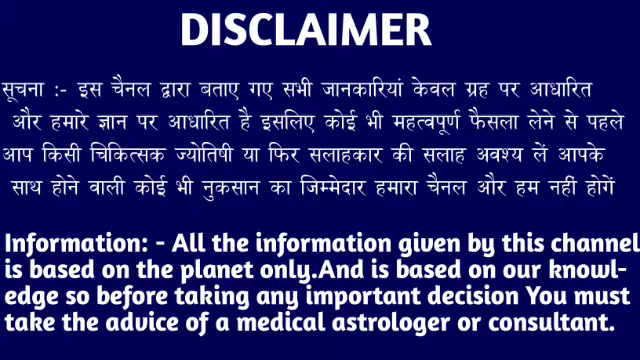 DISCLAIMER
सूचना :- इस चैनल द्वारा बताए गए सभी जानकारियां केवल ग्रह पर आधारित
और हमारे ज्ञान पर आधारित है इसलिए कोई भी महत्वपूर्ण फैसला लेने से पहले
आप किसी चिकित्सक ज्योतिषी या फिर सलाहकार की सलाह अवश्य लें आपके
साथ होने वाली कोई भी नुकसान का जिम्मेदार हमारा चैनल और हम नहीं होगें
Information: - All the information given by this channel
is based on the planet only.And is based on our knowl-
edge so before taking any important decision You must
take the advice of a medical astrologer or consultant.